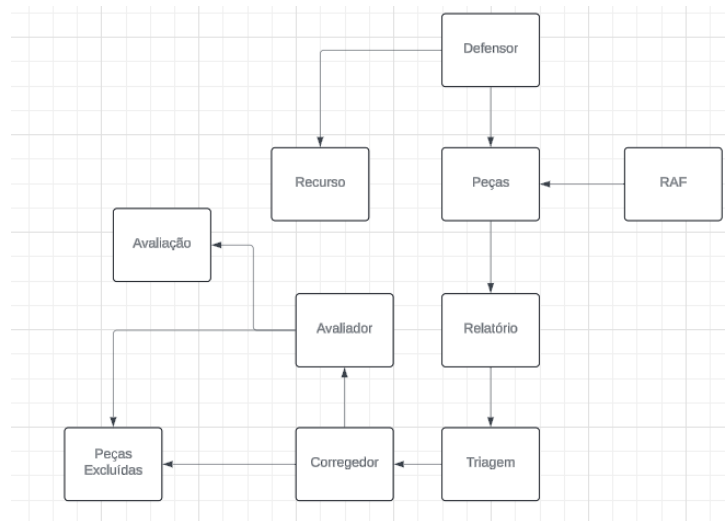 Defensor
Recurso
Peças
RAF
Avaliação
Avaliador
Relatório
Peças
Excluídas
Corregedor
Triagem